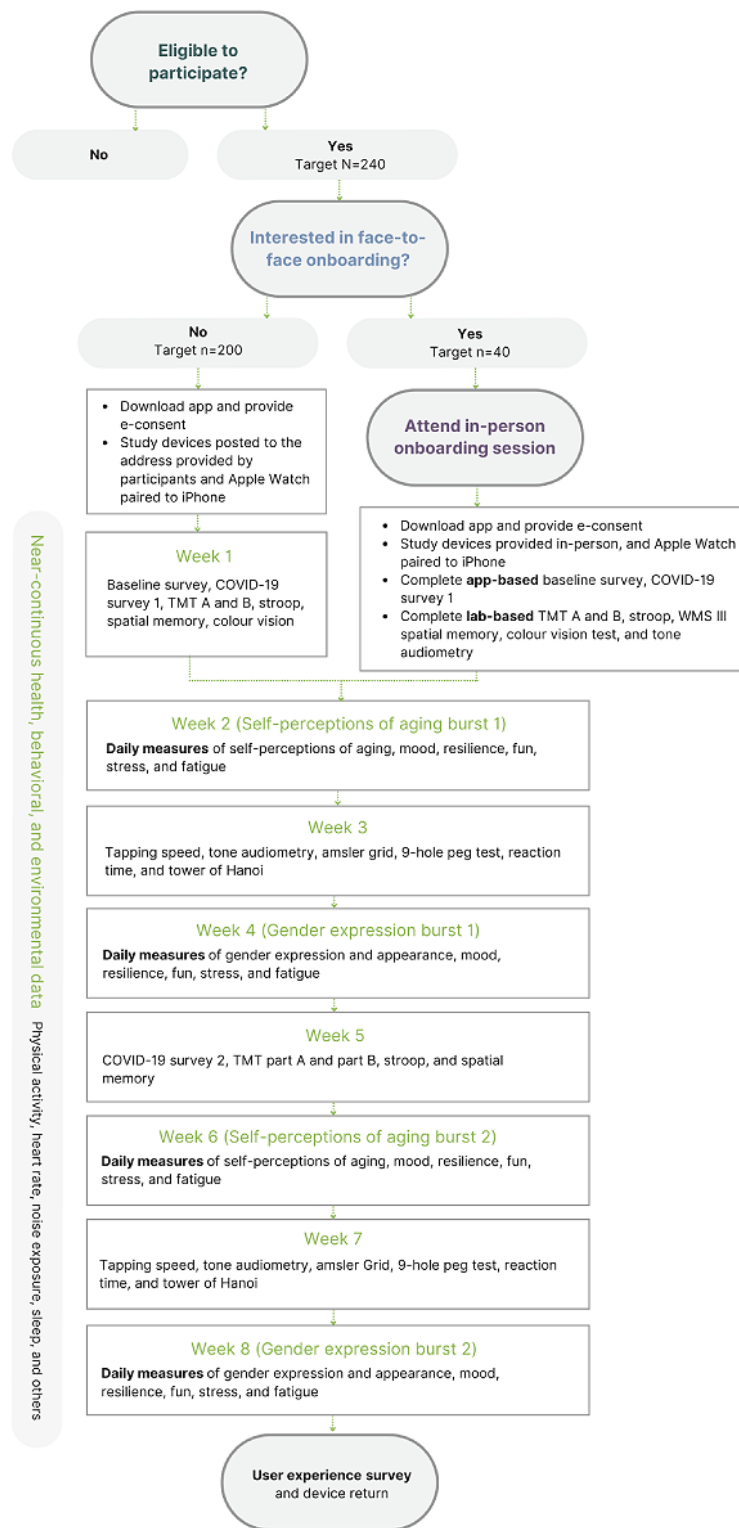 Eligible to
participate?
No
Yes
Target N=240
Interested in face-to-
face onboarding?
No
Target n=200
Yes
Target n=40
• Download app and provide
e-consent
• Study devices posted to the
address provided by
participants and Apple Watch
paired to iPhone
Attend in-person
onboarding session
• Download app and provide e-consent
• Study devices provided in-person, and Apple Watch
paired to iPhone
• Complete app-based baseline survey, COVID-19
survey 1
• Complete lab-based TMT A and B, stroop, WMS III
spatial memory, colour vision test, and tone
audiometry
Week 1
Baseline survey, COVID-19
survey 1, TMT A and B, stroop,
spatial memory, colour vision
Near-continuous health, behavioral, and environmental data Physical activity, heart rate, noise exposure, sleep, and others
Week 2 (Self-perceptions of aging burst 1)
Daily measures of self-perceptions of aging, mood, resilience, fun,
stress, and fatigue
Week 3
Tapping speed, tone audiometry, amsler grid, 9-hole peg test, reaction
time, and tower of Hanoi
Week 4 (Gender expression burst 1)
Daily measures of gender expression and appearance, mood,
resilience, fun, stress, and fatigue
Week 5
COVID-19 survey 2, TMT part A and part B, stroop, and spatial
memory
Week 6 (Self-perceptions of aging burst 2)
Daily measures of self-perceptions of aging, mood, resilience, fun,
stress, and fatigue
Week 7
Tapping speed, tone audiometry, amsler Grid, 9-hole peg test, reaction
time, and tower of Hanoi
Week 8 (Gender expression burst 2)
Daily measures of gender expression and appearance, mood,
resilience, fun, stress, and fatigue
User experience survey
and device return